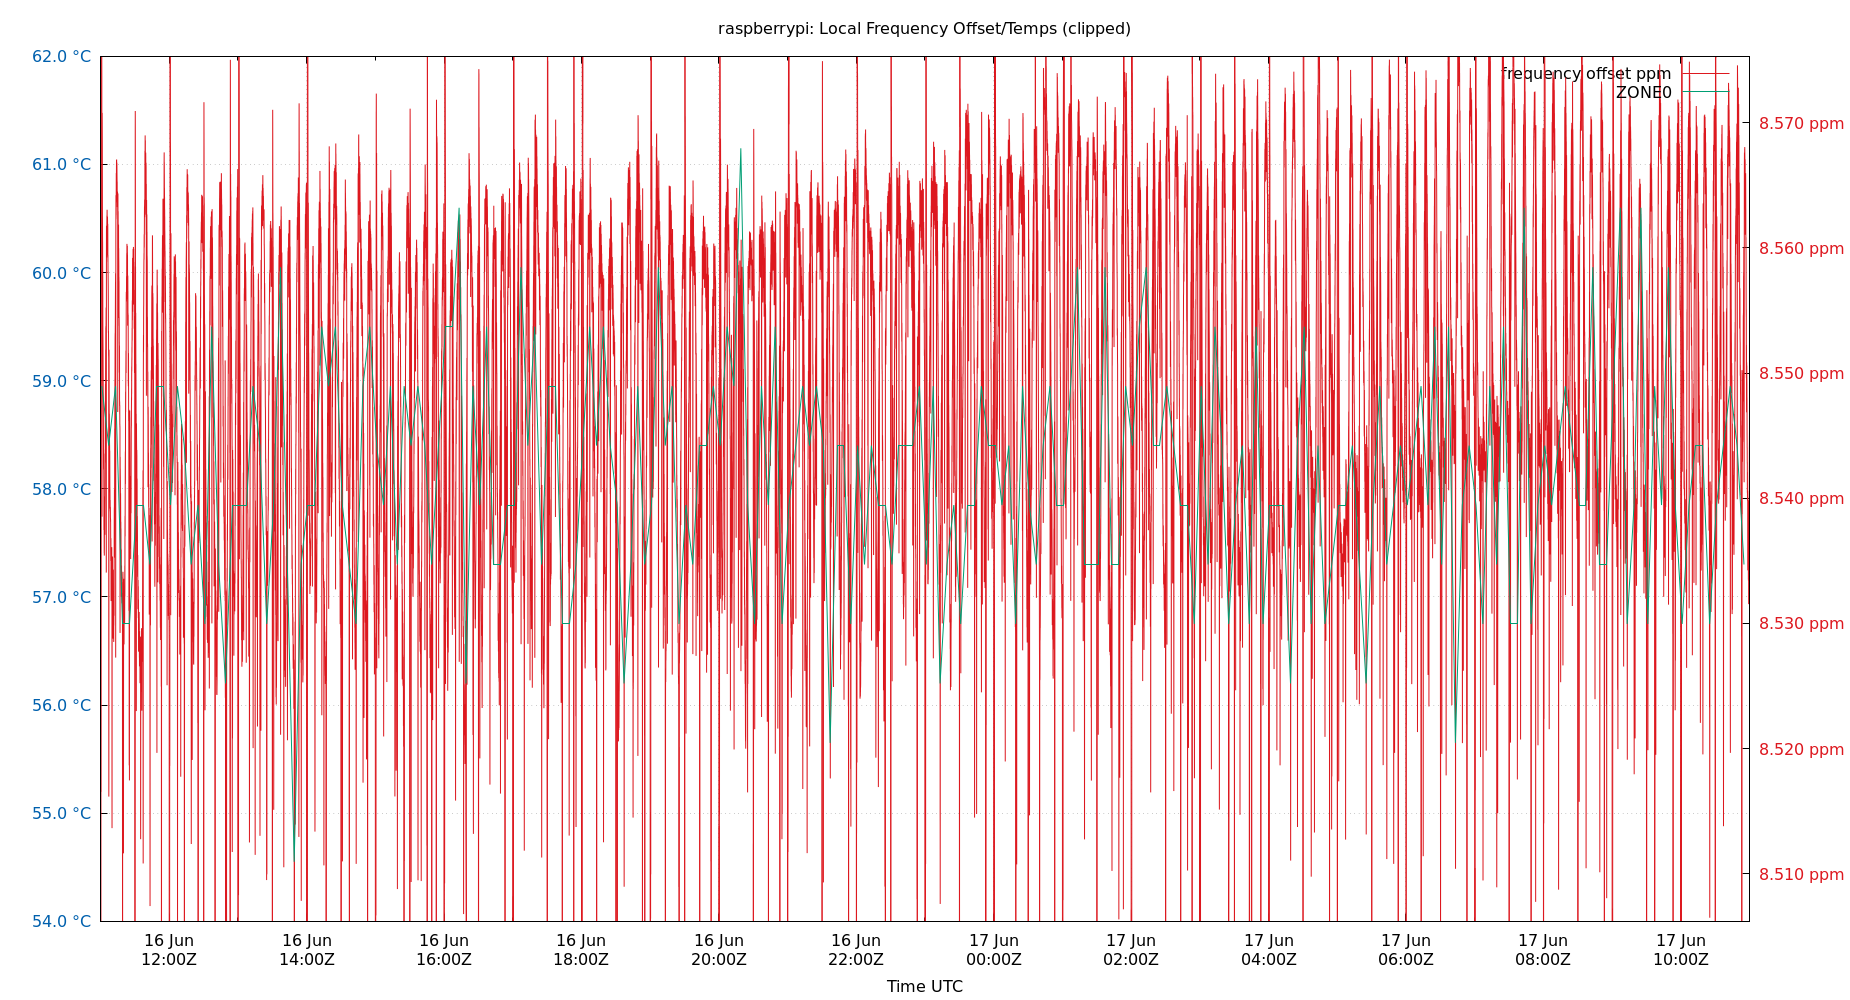 raspberrypi: Local Frequency Offset/Temps (clipped)
62.0 °C
61.0 °C
60.0 °C
59.0 °C
58.0 °C
57.0 °C
56.0 °C
55.0 °C
54.0 °C
frequency offset ppm
ZONE0
8.570 ppm
8.560 ppm
8.550 ppm
8.540 ppm
8.530 ppm
8.520 ppm
8.510 ppm
16 Jun 16 Jun 16 Jun 16 Jun 16 Jun 16 Jun 17 Jun 17 Jun 17 Jun 17 Jun 17 Jun 17 Jun
12:00Z 14:00Z 16:00Z 18:00Z 20:00Z 22:00Z 00:00Z 02:00Z 04:00Z 06:00Z 08:00Z 10:00Z
Time UTC